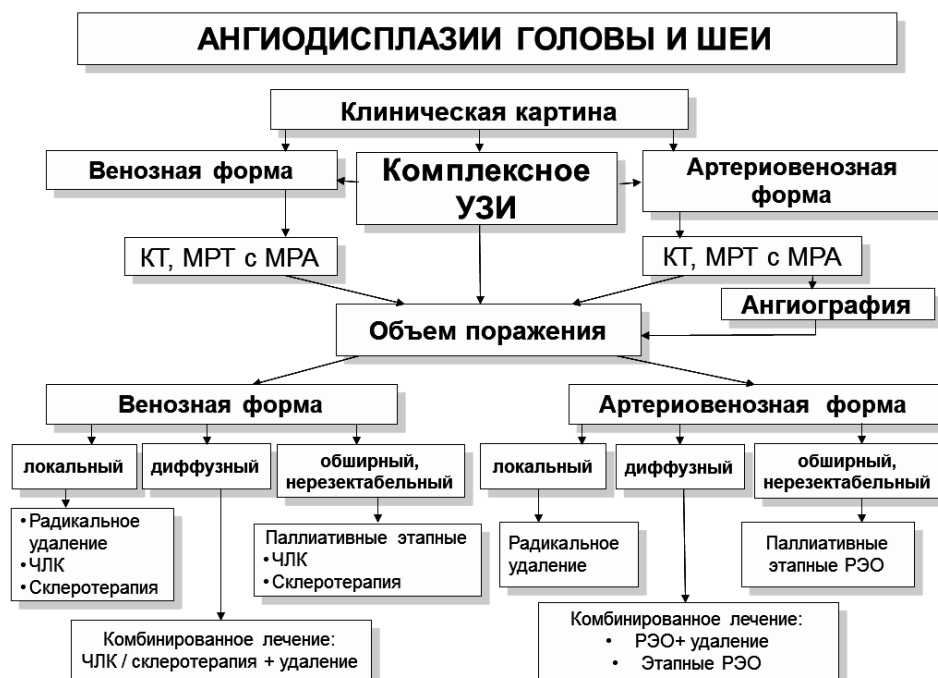 АНГИОДИСПЛАЗИИ ГОЛОВЫ И ШЕИ
Клиническая картина
Венозная форма
Комплексное
УЗИ
Артериовенозная
форма
КТ, МРТ с МРА
КТ, МРТ с МРА
Ангиография
Объем поражения
Венозная форма
Артериовенозная форма
локальный
диффузный
обширный,
нерезектабельный
локальный
диффузный
обширный,
нерезектабельный
•Радикальное
удаление
•ЧЛК
•Склеротерапия
Паллиативные этапные
•ЧЛК
•Склеротерапия
Радикальное
удаление
Паллиативные
этапные РЭО
Комбинированное лечение:
ЧЛК / склеротерапия + удаление
Комбинированное лечение:
• РЭО+ удаление
• Этапные РЭО